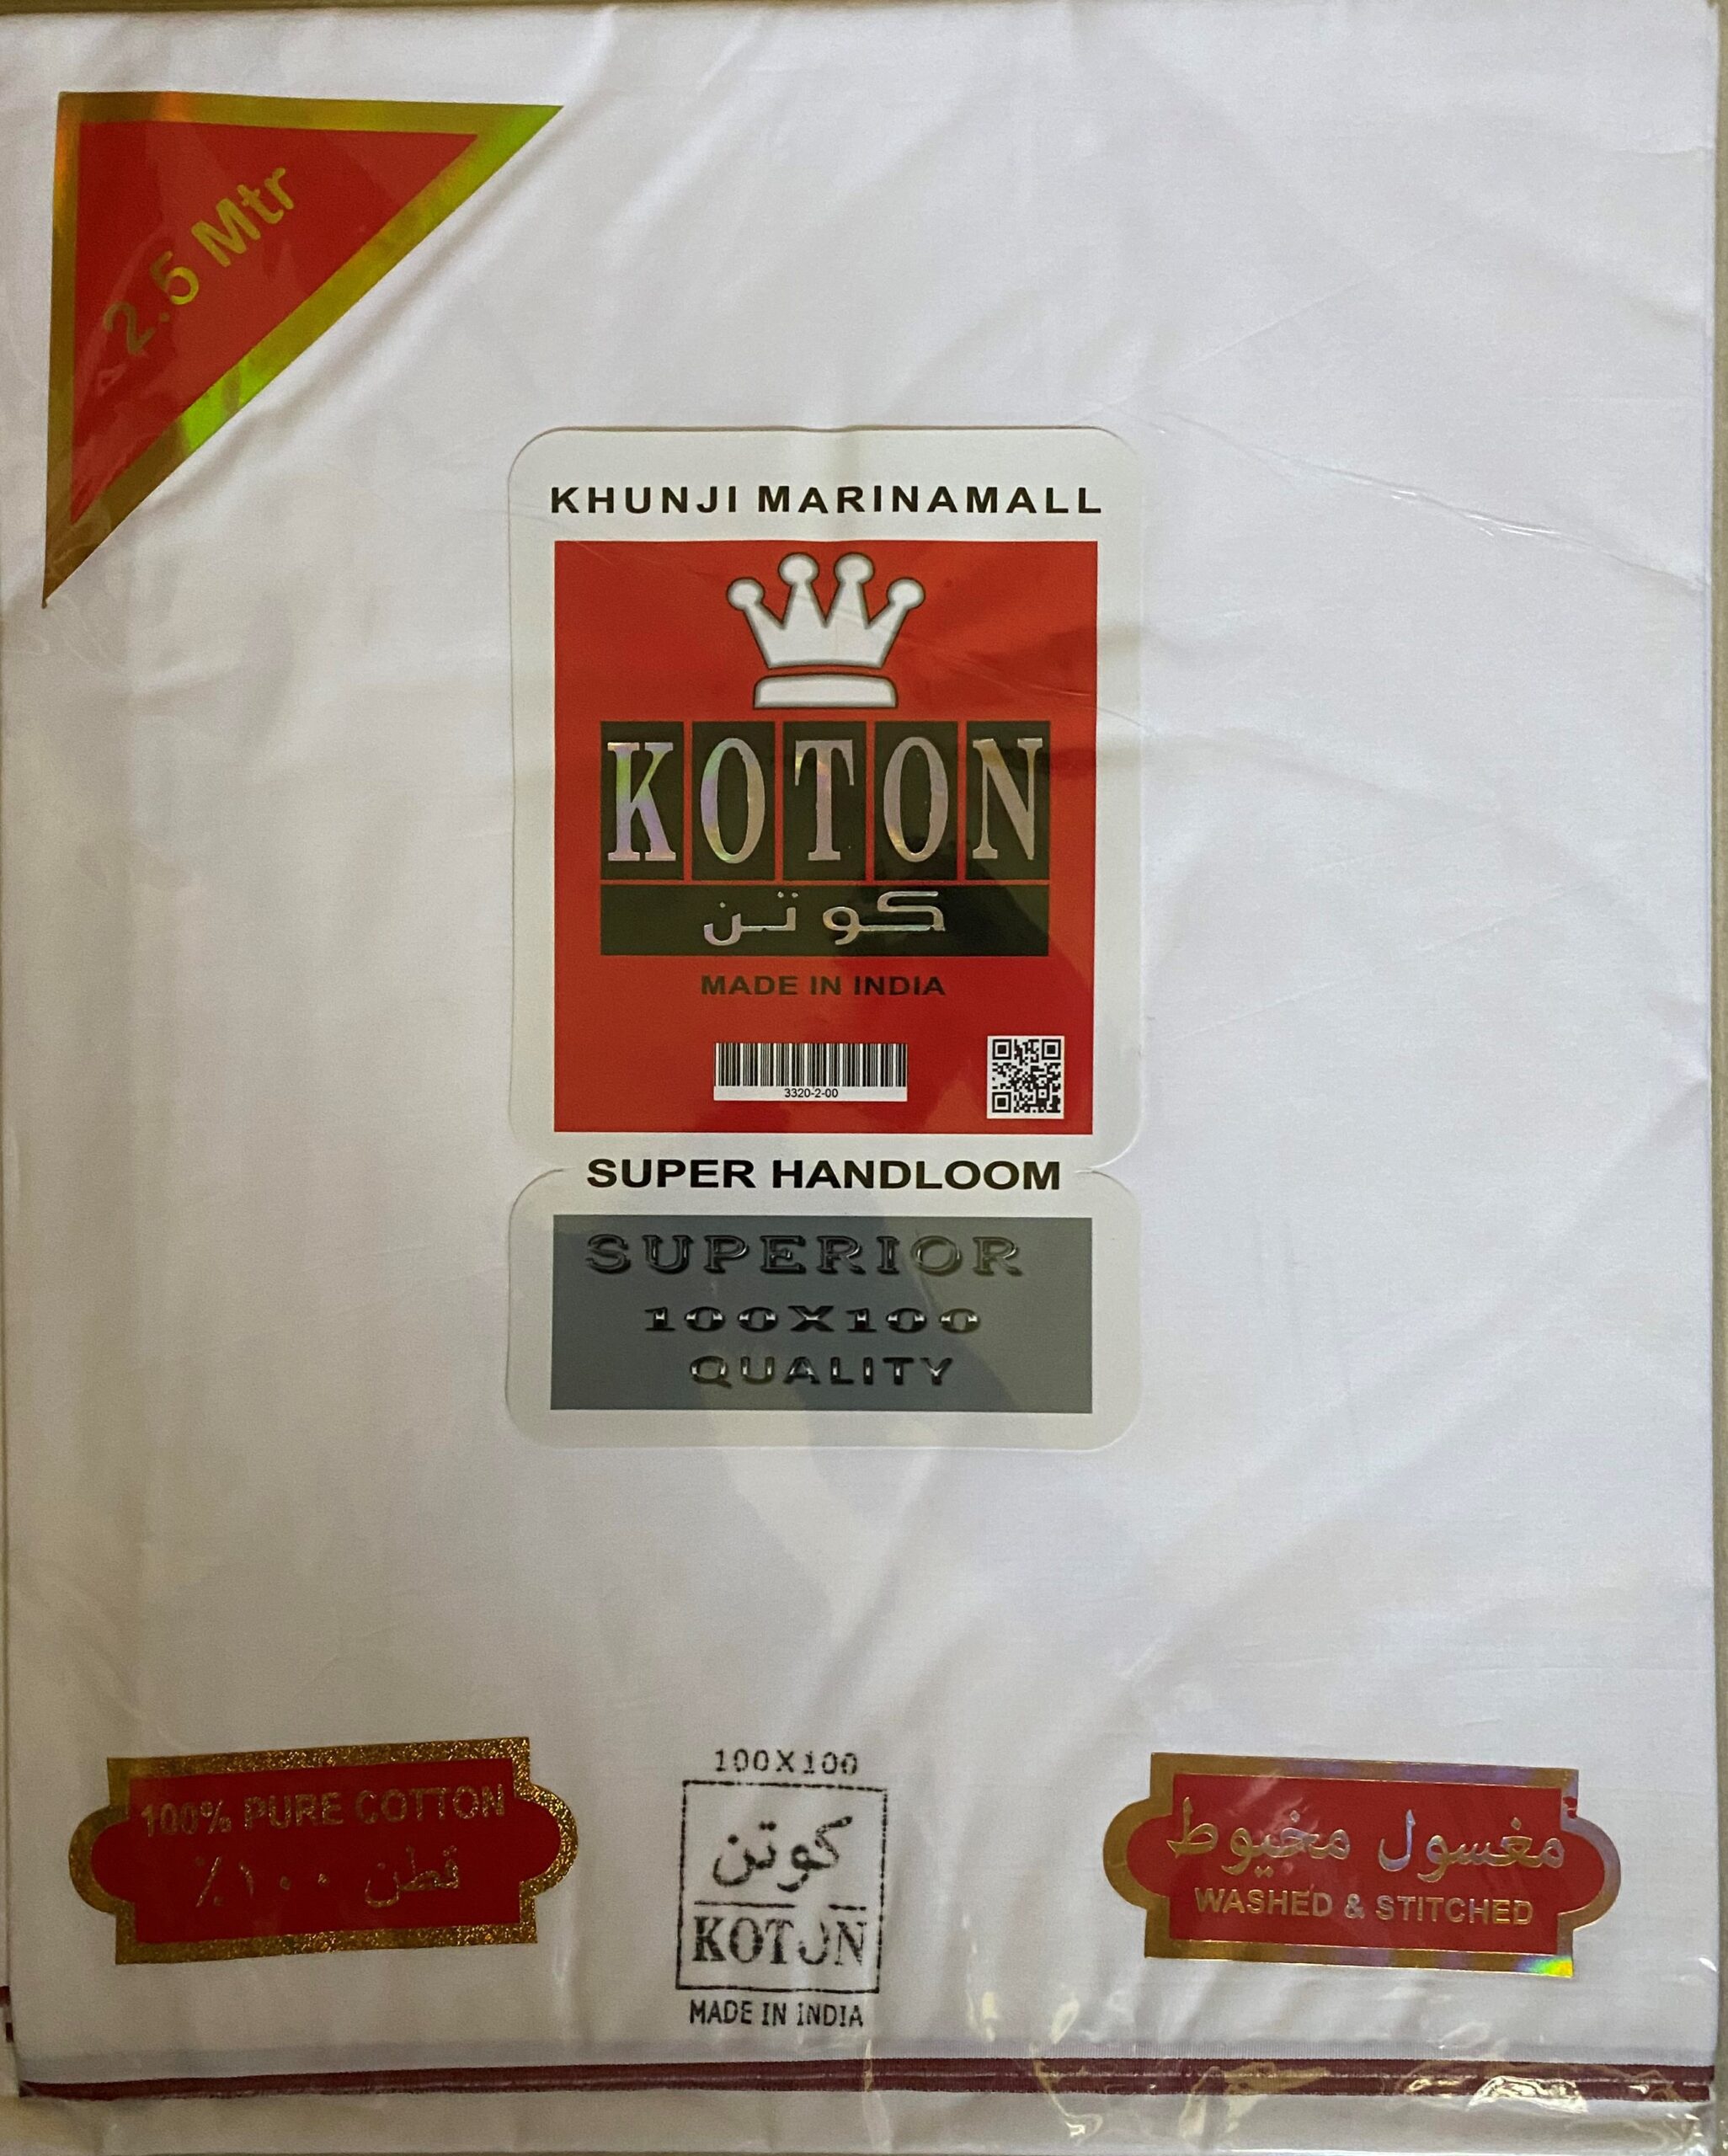 2.5 Mtr
KHUNJI MARINAMALL
KOTON
كوتن
MADE IN INDIA
3320-2-00
SUPER HANDLOOM
SUPERIOR
100X100
QUALITY
100% PURE COTTON
قطن ١٠٠٪
100X100
كوتن
KOTON
MADE IN INDIA
مغسول مخيوط
WASHED & STITCHED